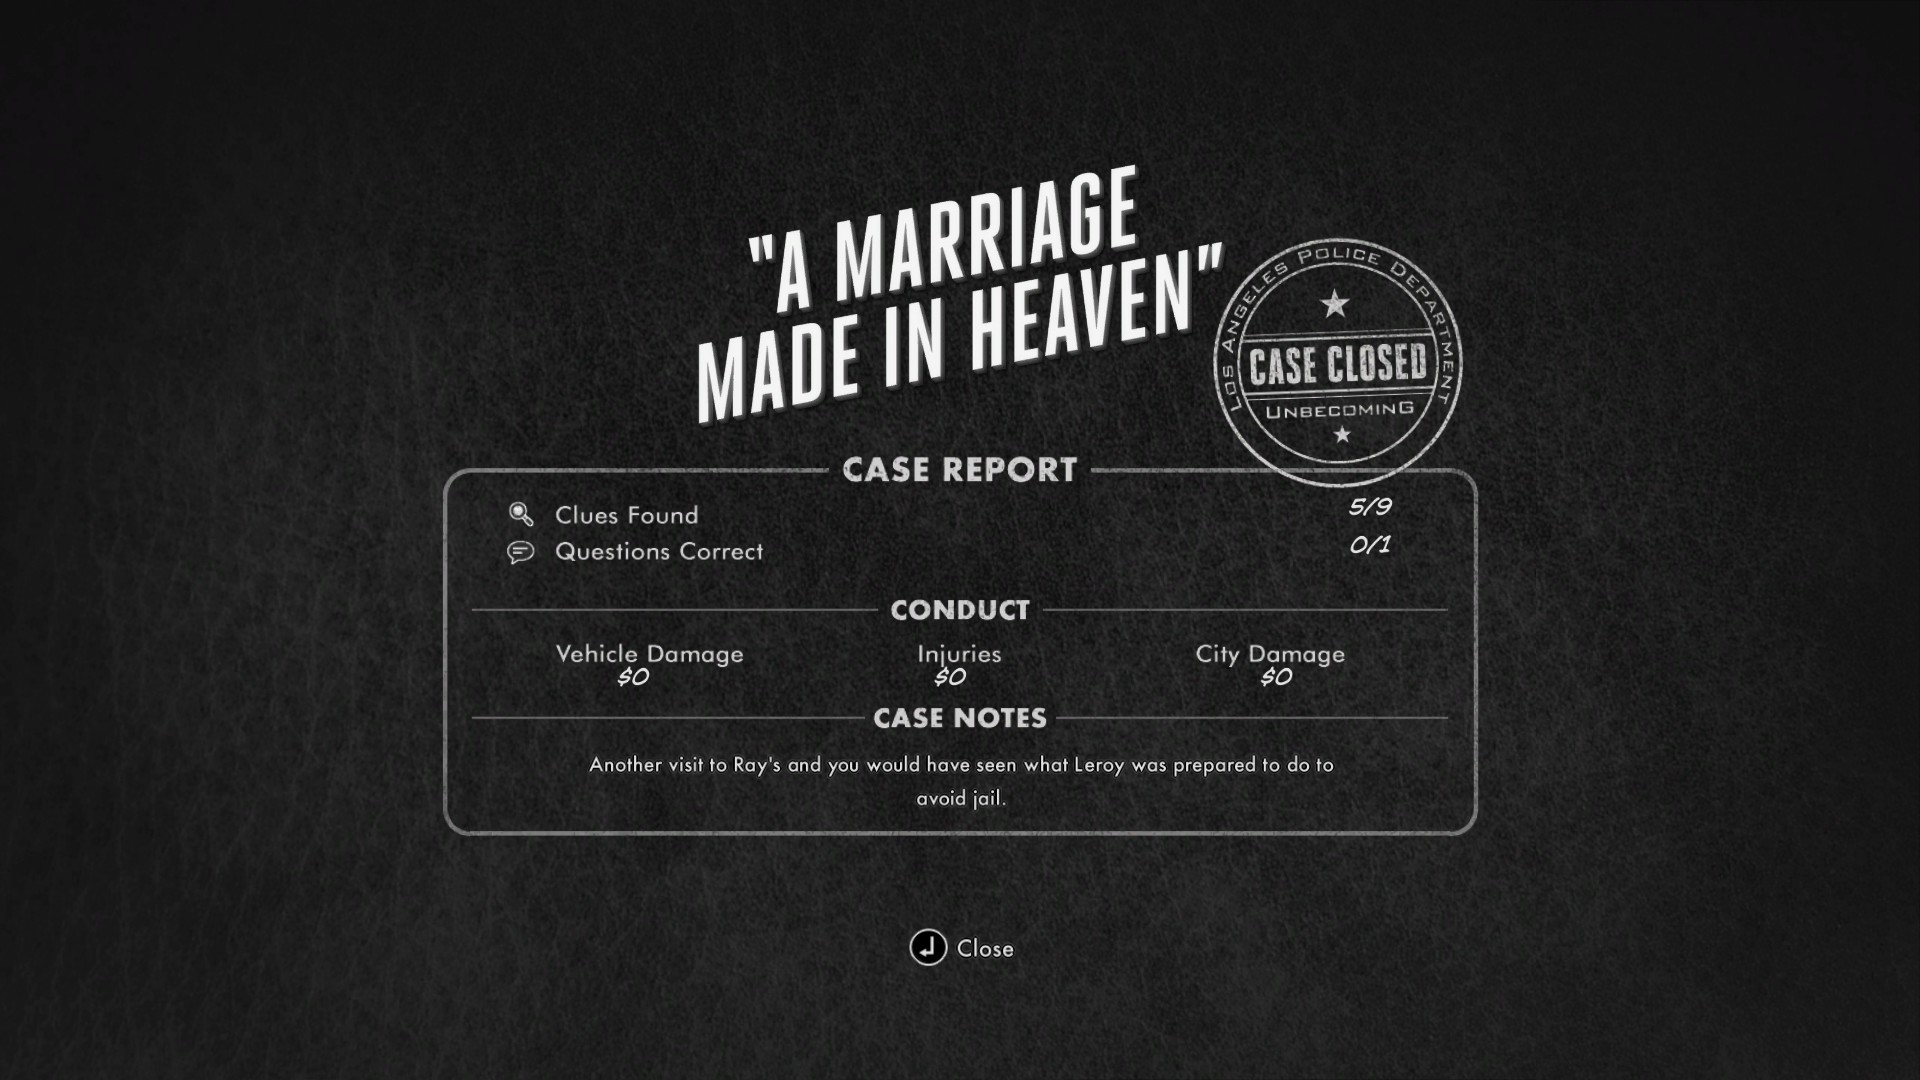 "A MARRIAGE
MADE IN HEAVEN"
LOS ANGELES POLICE DEPARTMENT
CASE CLOSED
UNBECOMING
CASE REPORT
Clues Found 5/9
Questions Correct 0/1
CONDUCT
Vehicle Damage Injuries City Damage
$0 $0 $0
CASE NOTES
Another visit to Ray's and you would have seen what Leroy was prepared to do to
avoid jail.
Close